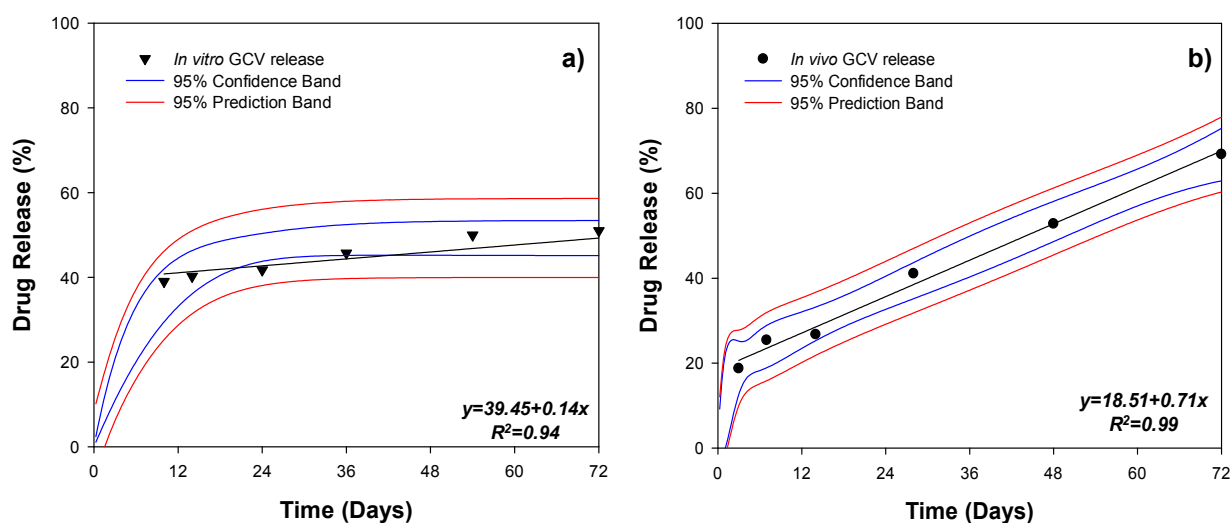 a)
In vitro GCV release
95% Confidence Band
95% Prediction Band
100
80
60
40
20
0
Drug Release (%)
y=39.45+0.14x
R²=0.94
0 12 24 36 48 60 72
Time (Days)
b)
In vivo GCV release
95% Confidence Band
95% Prediction Band
100
80
60
40
20
0
Drug Release (%)
y=18.51+0.71x
R²=0.99
0 12 24 36 48 60 72
Time (Days)